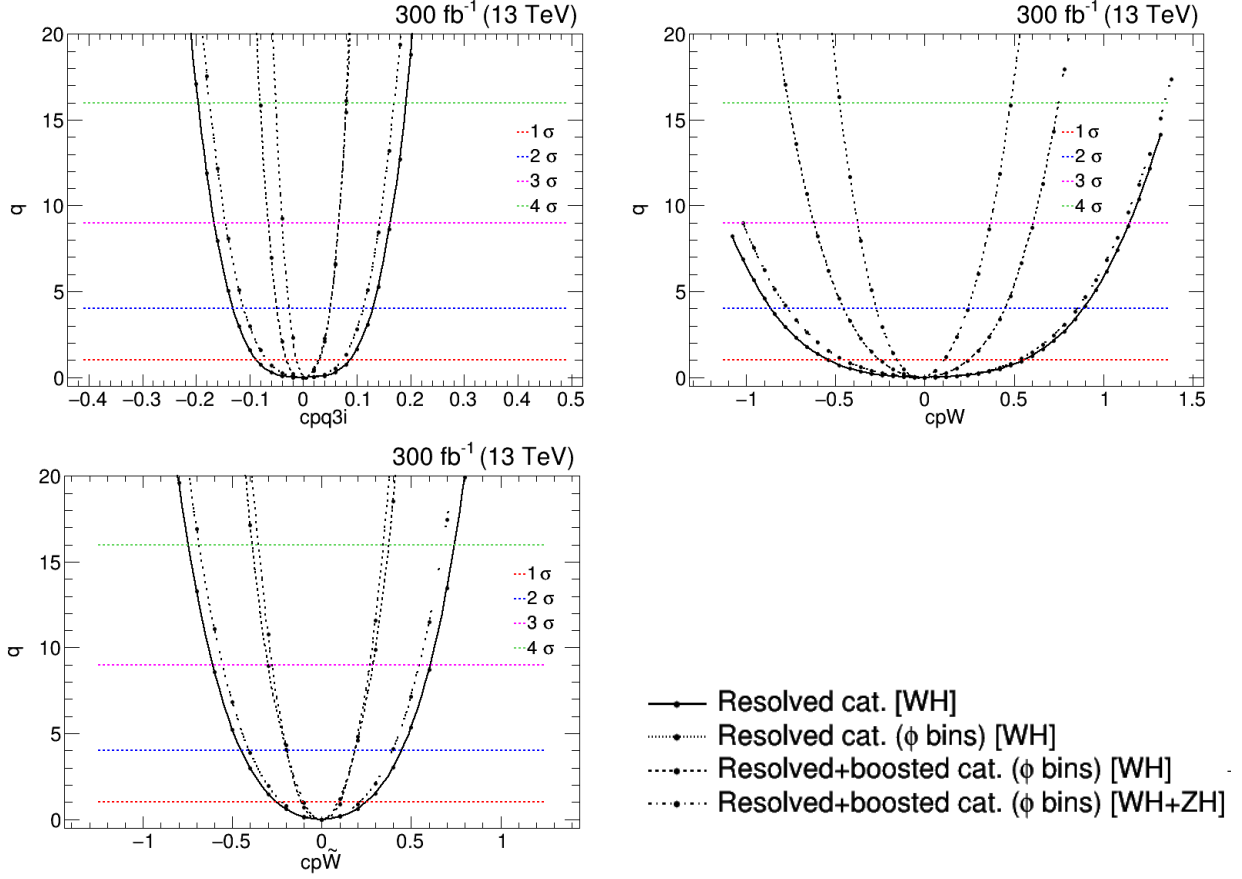 300 fb-1 (13 TeV)
q
20
15
10
5
0
1 σ
2 σ
3 σ
4 σ
−0.4 −0.3 −0.2 −0.1 0 0.1 0.2 0.3 0.4 0.5
cpq3i
300 fb-1 (13 TeV)
q
20
15
10
5
0
1 σ
2 σ
3 σ
4 σ
−1 −0.5 0 0.5 1 1.5
cpW
300 fb-1 (13 TeV)
q
20
15
10
5
0
1 σ
2 σ
3 σ
4 σ
−1 −0.5 0 0.5 1
cpW̃
Resolved cat. [WH]
Resolved cat. (ϕ bins) [WH]
Resolved+boosted cat. (ϕ bins) [WH]
Resolved+boosted cat. (ϕ bins) [WH+ZH]